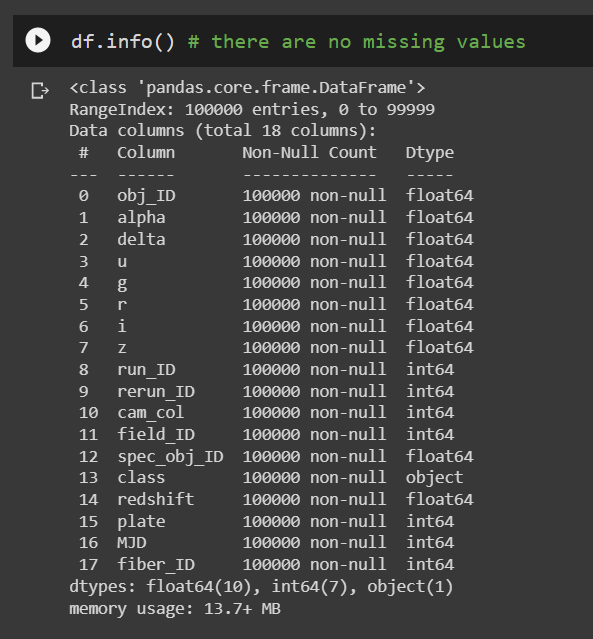 df.info() # there are no missing values
<class 'pandas.core.frame.DataFrame'>
RangeIndex: 100000 entries, 0 to 99999
Data columns (total 18 columns):
 #   Column       Non-Null Count   Dtype
---  ------       --------------   -----
 0   obj_ID       100000 non-null  float64
 1   alpha        100000 non-null  float64
 2   delta        100000 non-null  float64
 3   u            100000 non-null  float64
 4   g            100000 non-null  float64
 5   r            100000 non-null  float64
 6   i            100000 non-null  float64
 7   z            100000 non-null  float64
 8   run_ID       100000 non-null  int64
 9   rerun_ID     100000 non-null  int64
 10  cam_col      100000 non-null  int64
 11  field_ID     100000 non-null  int64
 12  spec_obj_ID  100000 non-null  float64
 13  class        100000 non-null  object
 14  redshift     100000 non-null  float64
 15  plate        100000 non-null  int64
 16  MJD          100000 non-null  int64
 17  fiber_ID     100000 non-null  int64
dtypes: float64(10), int64(7), object(1)
memory usage: 13.7+ MB